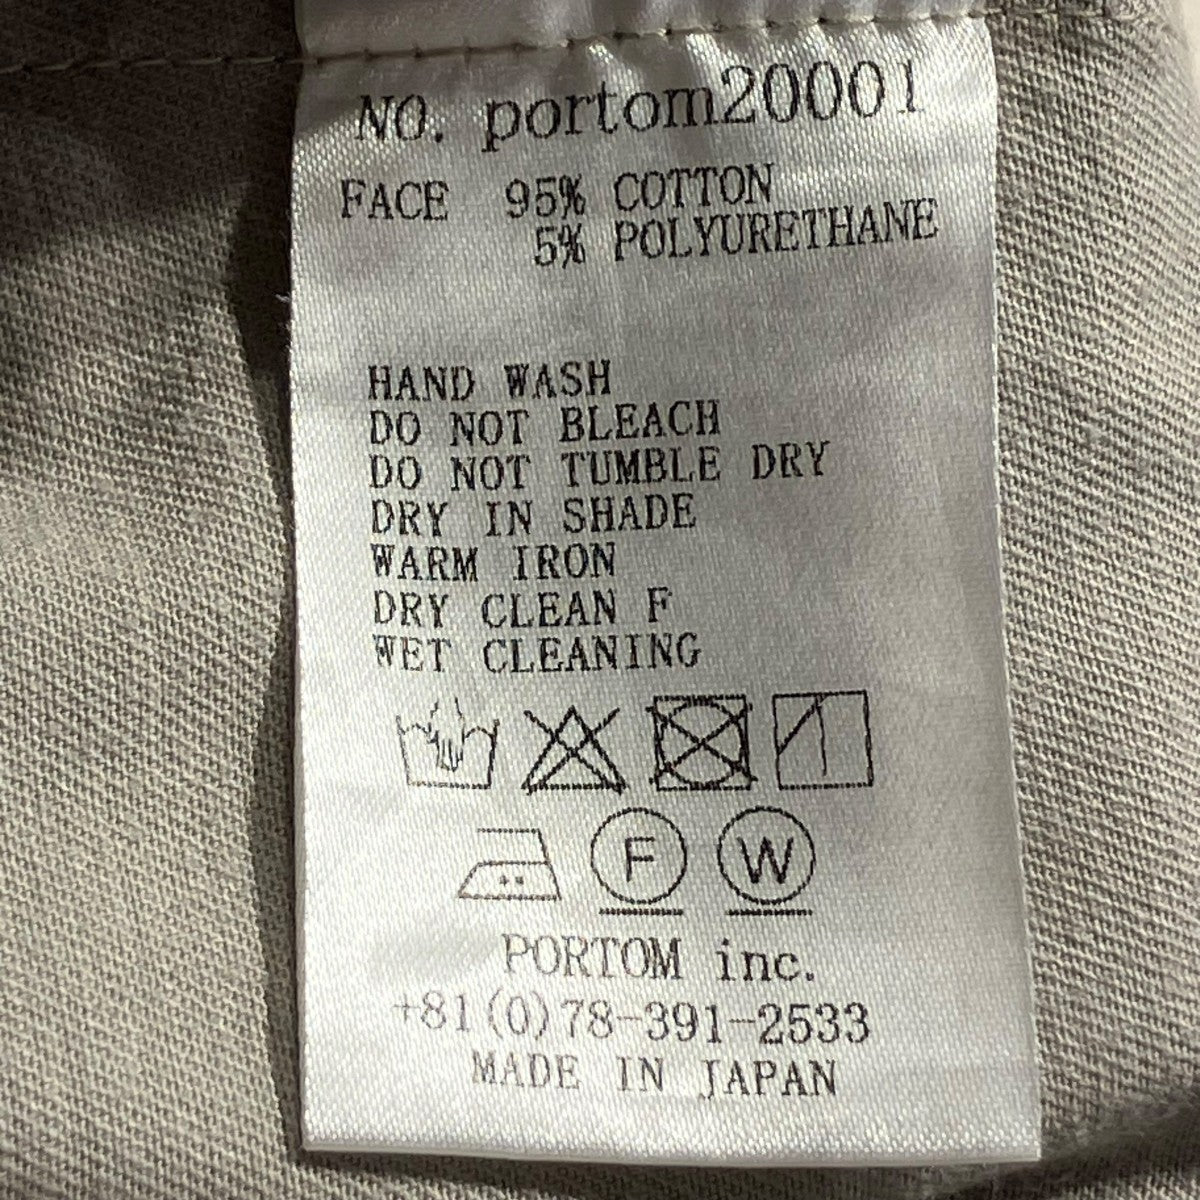 NO. portom20001
FACE 95% COTTON
5% POLYURETHANE
HAND WASH
DO NOT BLEACH
DO NOT TUMBLE DRY
DRY IN SHADE
WARM IRON
DRY CLEAN F
WET CLEANING
F W
PORTOM inc.
+81(0)78-391-2533
MADE IN JAPAN